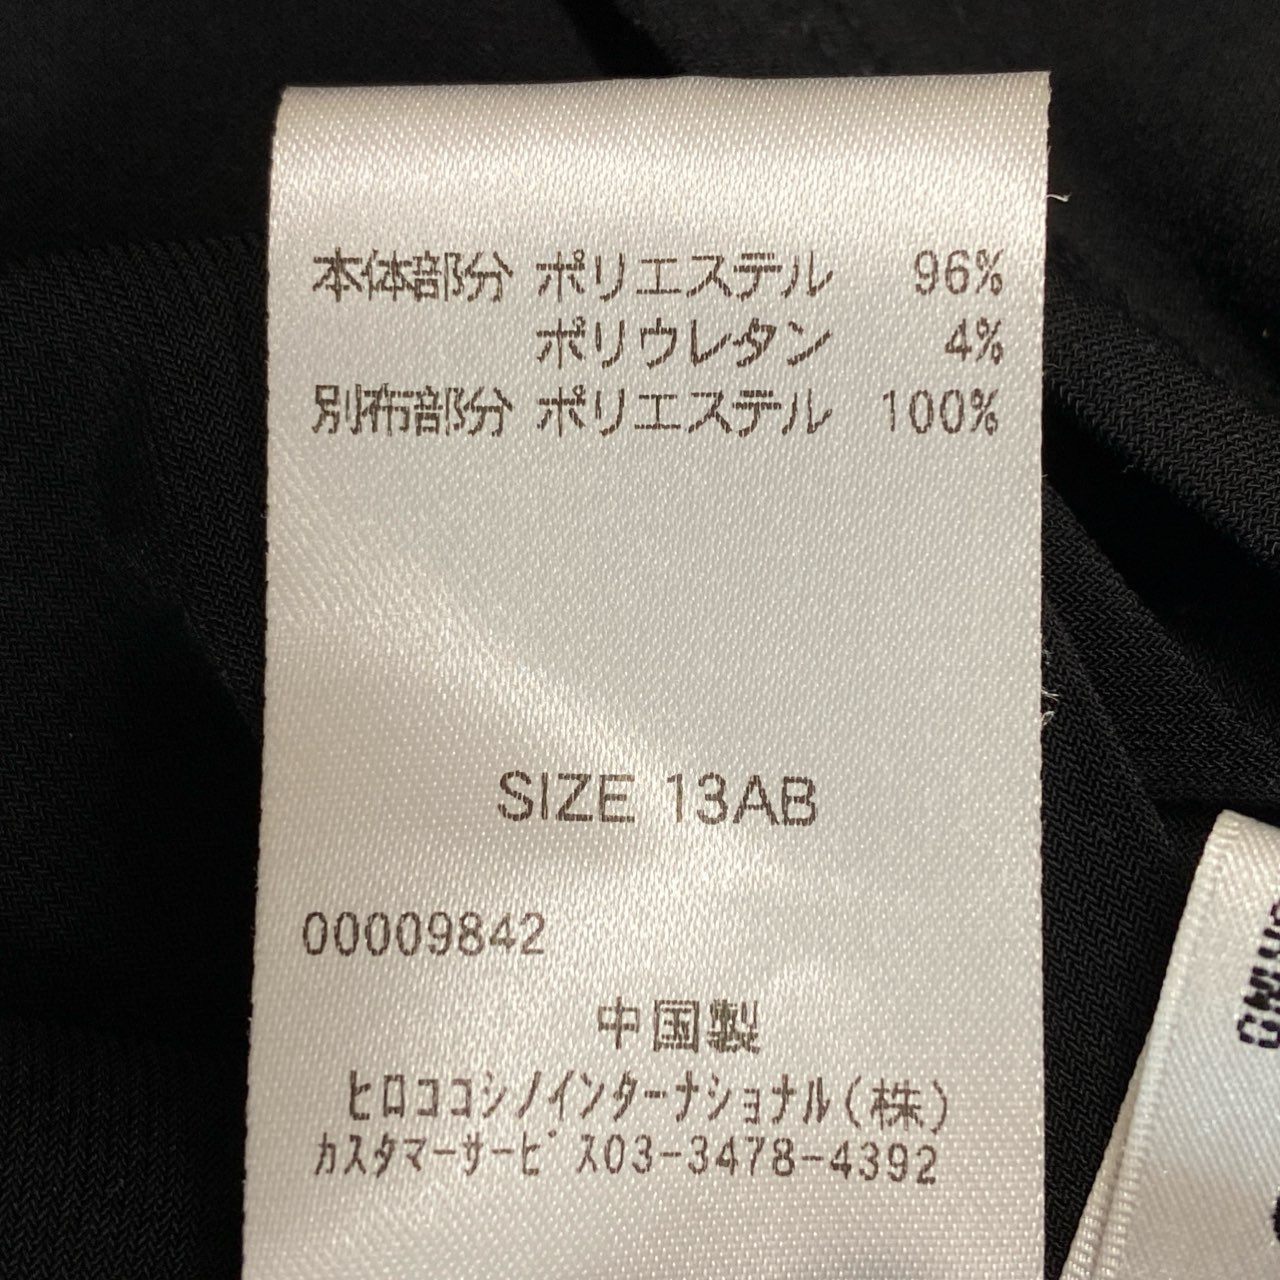 本体部分 ポリエステル 96%
ポリウレタン 4%
別布部分 ポリエステル 100%
SIZE 13AB
00009842
中国製
ﾋﾛｺｺｼﾉｲﾝﾀｰﾅｼｮﾅﾙ(株)
ｶｽﾀﾏｰｻｰﾋﾞｽ03-3478-4392